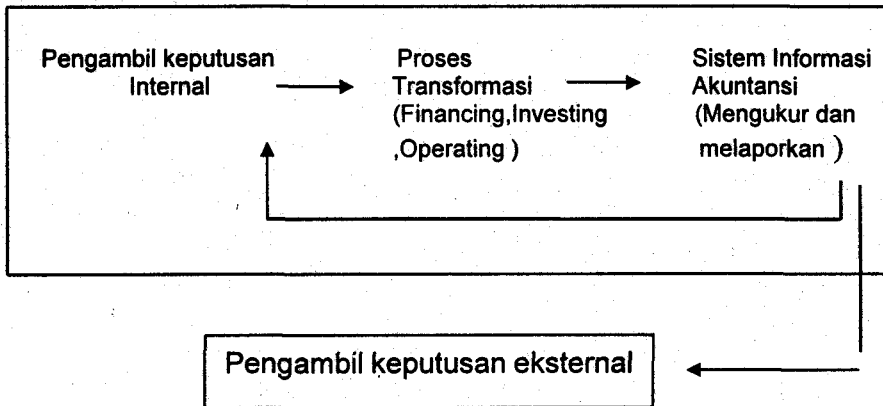 Pengambil keputusan
Internal
Proses
Transformasi
(Financing,Investing
,Operating )
Sistem Informasi
Akuntansi
(Mengukur dan
melaporkan )
Pengambil keputusan eksternal